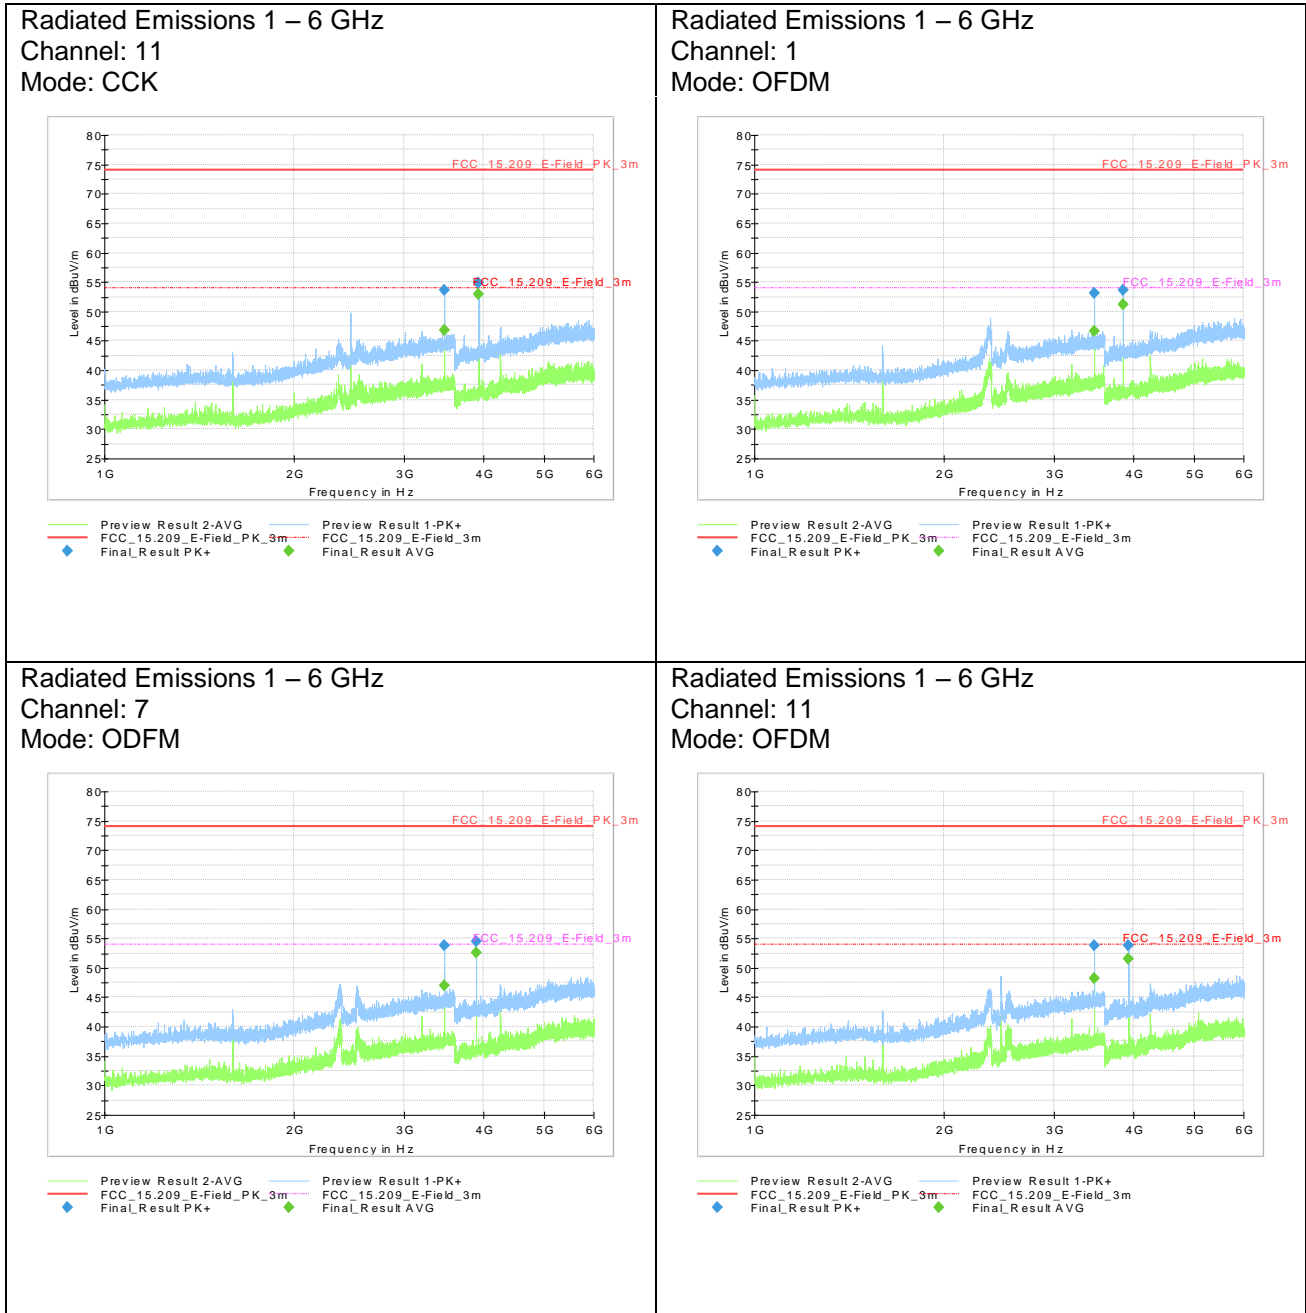 Radiated Emissions 1 – 6 GHz
Channel: 11
Mode: CCK
80
75
70
65
60
55
50
45
40
35
30
25
Level in dBuV/m
FCC_15.209_E-Field_PK_3m
FCC_15.209_E-Field_3m
1G 2G 3G 4G 5G 6G
Frequency in Hz
Preview Result 2-AVG Preview Result 1-PK+
FCC_15.209_E-Field_PK_3m FCC_15.209_E-Field_3m
Final_Result PK+ Final_Result AVG
Radiated Emissions 1 – 6 GHz
Channel: 1
Mode: OFDM
80
75
70
65
60
55
50
45
40
35
30
25
Level in dBuV/m
FCC_15.209_E-Field_PK_3m
FCC_15.209_E-Field_3m
1G 2G 3G 4G 5G 6G
Frequency in Hz
Preview Result 2-AVG Preview Result 1-PK+
FCC_15.209_E-Field_PK_3m FCC_15.209_E-Field_3m
Final_Result PK+ Final_Result AVG
Radiated Emissions 1 – 6 GHz
Channel: 7
Mode: ODFM
80
75
70
65
60
55
50
45
40
35
30
25
Level in dBuV/m
FCC_15.209_E-Field_PK_3m
FCC_15.209_E-Field_3m
1G 2G 3G 4G 5G 6G
Frequency in Hz
Preview Result 2-AVG Preview Result 1-PK+
FCC_15.209_E-Field_PK_3m FCC_15.209_E-Field_3m
Final_Result PK+ Final_Result AVG
Radiated Emissions 1 – 6 GHz
Channel: 11
Mode: OFDM
80
75
70
65
60
55
50
45
40
35
30
25
Level in dBuV/m
FCC_15.209_E-Field_PK_3m
FCC_15.209_E-Field_3m
1G 2G 3G 4G 5G 6G
Frequency in Hz
Preview Result 2-AVG Preview Result 1-PK+
FCC_15.209_E-Field_PK_3m FCC_15.209_E-Field_3m
Final_Result PK+ Final_Result AVG